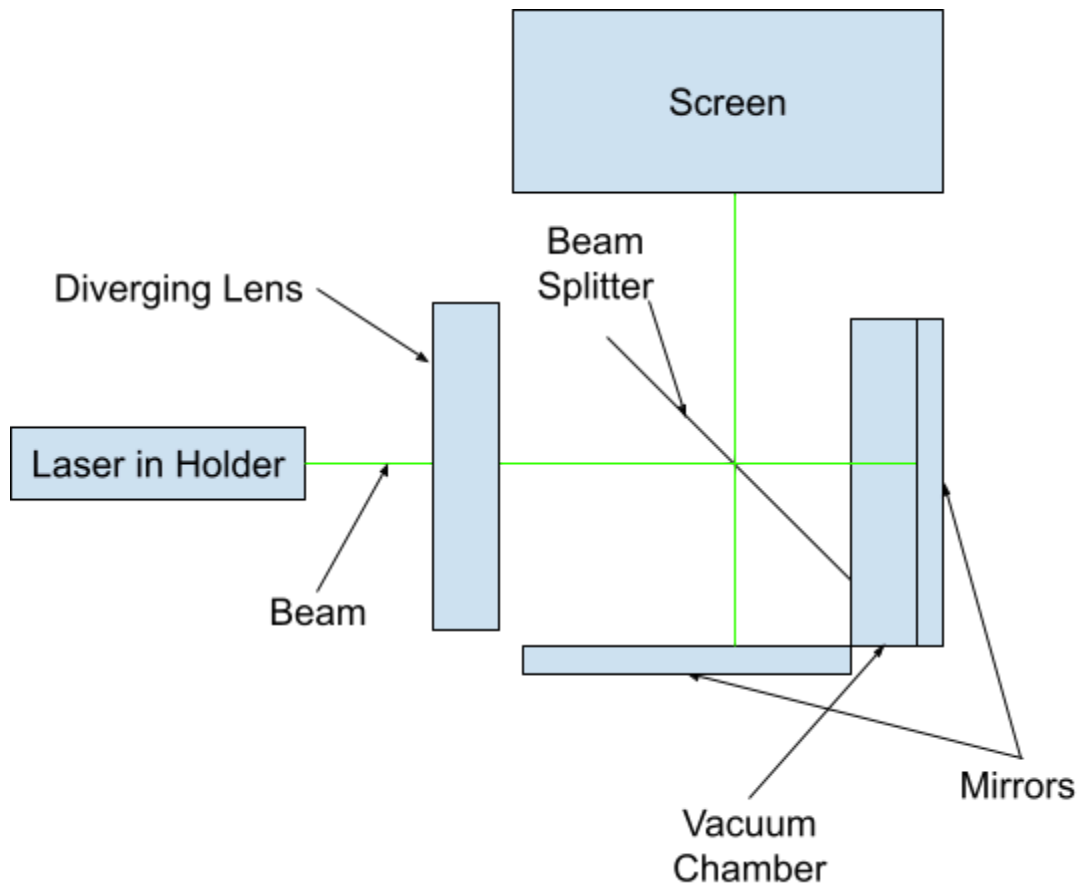 Screen
Beam
Splitter
Diverging Lens
Laser in Holder
Beam
Mirrors
Vacuum
Chamber